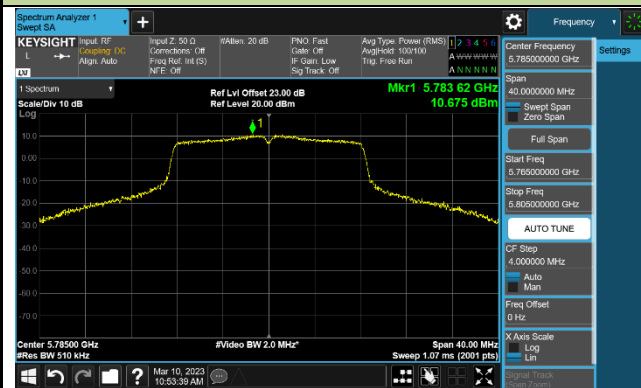 Spectrum Analyzer 1
Swept SA
Frequency
KEYSIGHT
L
LXI
Input: RF
Coupling: DC
Align: Auto
Input Z: 50 Ω
Corrections: Off
Freq Ref: Int (S)
NFE: Off
#Atten: 20 dB
PNO: Fast
Gate: Off
IF Gain: Low
Sig Track: Off
Avg Type: Power (RMS)
Avg|Hold: 100/100
Trig: Free Run
1 2 3 4 5 6
A W W W W W
A N N N N N
1 Spectrum
Scale/Div 10 dB
Log
Ref Lvl Offset 23.00 dB
Ref Level 20.00 dBm
Mkr1 5.783 62 GHz
10.675 dBm
1
10.0
0.00
-10.0
-20.0
-30.0
-40.0
-50.0
-60.0
-70.0
Center 5.78500 GHz
#Res BW 510 kHz
#Video BW 2.0 MHz*
Span 40.00 MHz
Sweep 1.07 ms (2001 pts)
Mar 10, 2023
10:53:39 AM
Center Frequency
5.785000000 GHz
Settings
Span
40.0000000 MHz
Swept Span
Zero Span
Full Span
Start Freq
5.765000000 GHz
Stop Freq
5.805000000 GHz
AUTO TUNE
CF Step
4.000000 MHz
Auto
Man
Freq Offset
0 Hz
X Axis Scale
Log
Lin
Signal Track
(Span Zoom)